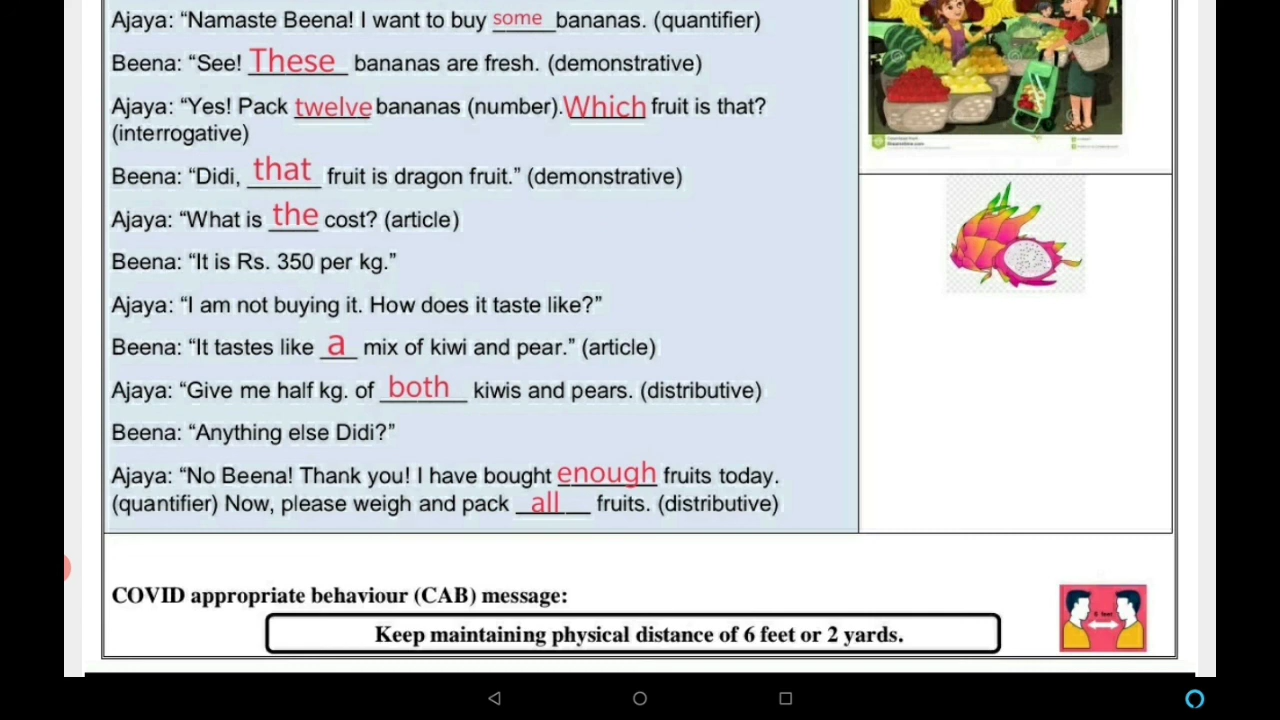 Ajaya: “Namaste Beena! I want to buy some bananas. (quantifier)
Beena: “See! These bananas are fresh. (demonstrative)
Ajaya: “Yes! Pack twelve bananas (number). Which fruit is that?
(interrogative)
Beena: “Didi, that fruit is dragon fruit.” (demonstrative)
Ajaya: “What is the cost? (article)
Beena: “It is Rs. 350 per kg.”
Ajaya: “I am not buying it. How does it taste like?”
Beena: “It tastes like a mix of kiwi and pear.” (article)
Ajaya: “Give me half kg. of both kiwis and pears. (distributive)
Beena: “Anything else Didi?”
Ajaya: “No Beena! Thank you! I have bought enough fruits today.
(quantifier) Now, please weigh and pack all fruits. (distributive)
COVID appropriate behaviour (CAB) message:
Keep maintaining physical distance of 6 feet or 2 yards.